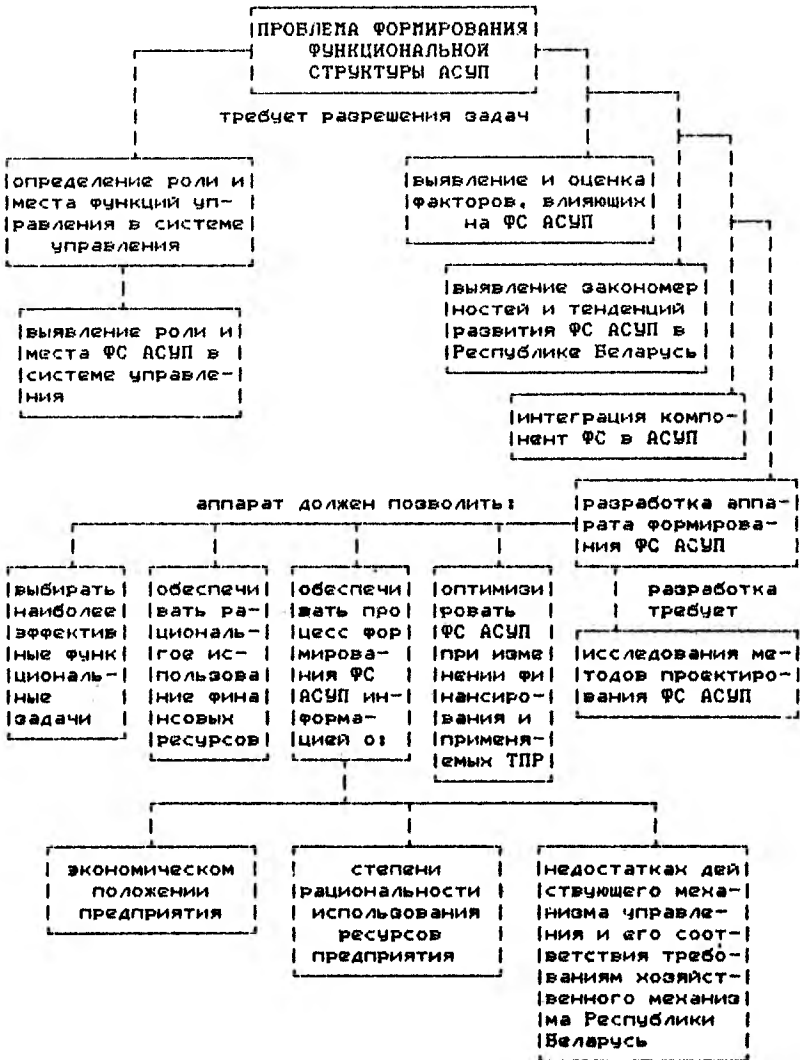 ПРОБЛЕМА ФОРМИРОВАНИЯ
ФУНКЦИОНАЛЬНОЙ
СТРУКТУРЫ АСУП
требует разрешения задач
определение роли и
места функций уп-
равления в системе
управления
выявление и оценка
факторов, влияющих
на ФС АСУП
выявление роли и
места ФС АСУП в
системе управле-
ния
выявление закономер
ностей и тенденций
развития ФС АСУП в
Республике Беларусь
интеграция компо-
нент ФС в АСУП
разработка аппа-
рата формирова-
ния ФС АСУП
аппарат должен позволить:
выбирать
наиболее
эффектив
ные функ
циональ-
ные
задачи
обеспечи
вать ра-
циональ-
гое ис-
пользова
ние фина
нсовых
ресурсов
обеспечи
вать про
цесс фор
мирова-
ния ФС
АСУП ин-
форма-
цией о:
оптимизи
ровать
ФС АСУП
при изме
нении фи
нансиро-
вания и
применя-
емых ТПР
разработка
требует
исследования ме-
тодов проектиро-
вания ФС АСУП
экономическом
положении
предприятия
степени
рациональности
использования
ресурсов
предприятия
недостатках дей
ствующего меха-
низма управле-
ния и его соот-
ветствия требо-
ваниям хозяйст-
венного механиз
ма Республики
Беларусь